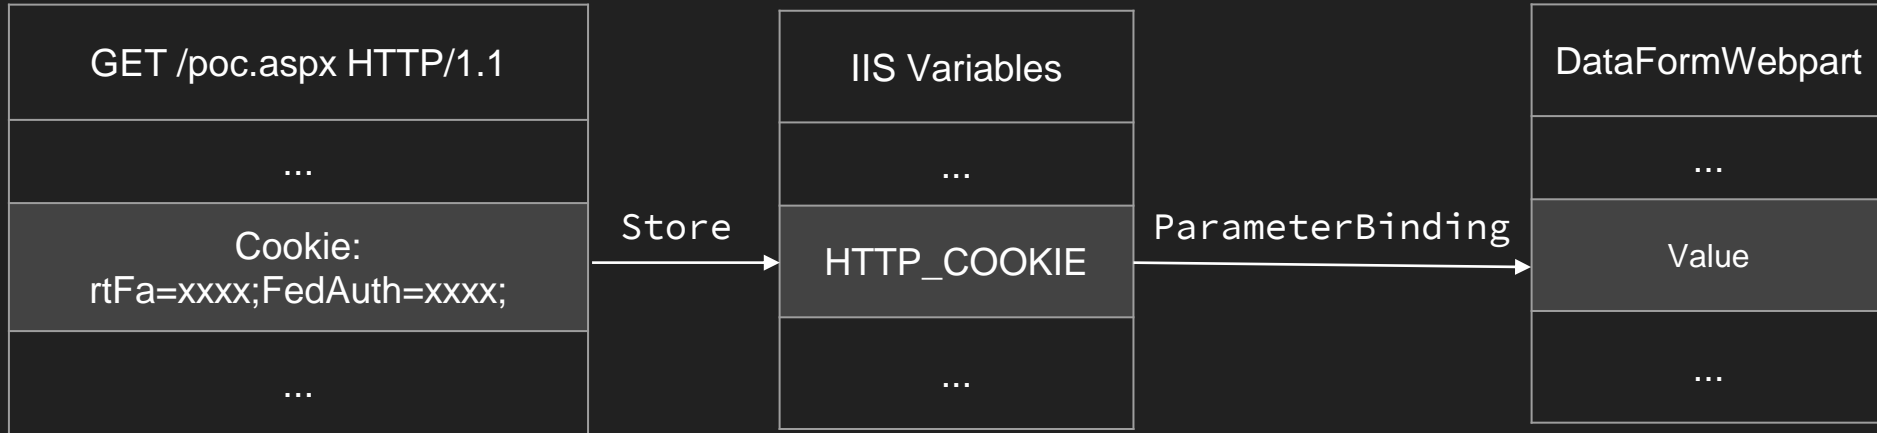 GET /poc.aspx HTTP/1.1
...
Cookie:
rtFa=xxxx;FedAuth=xxxx;
...
Store
IIS Variables
...
HTTP_COOKIE
...
ParameterBinding
DataFormWebpart
...
Value
...